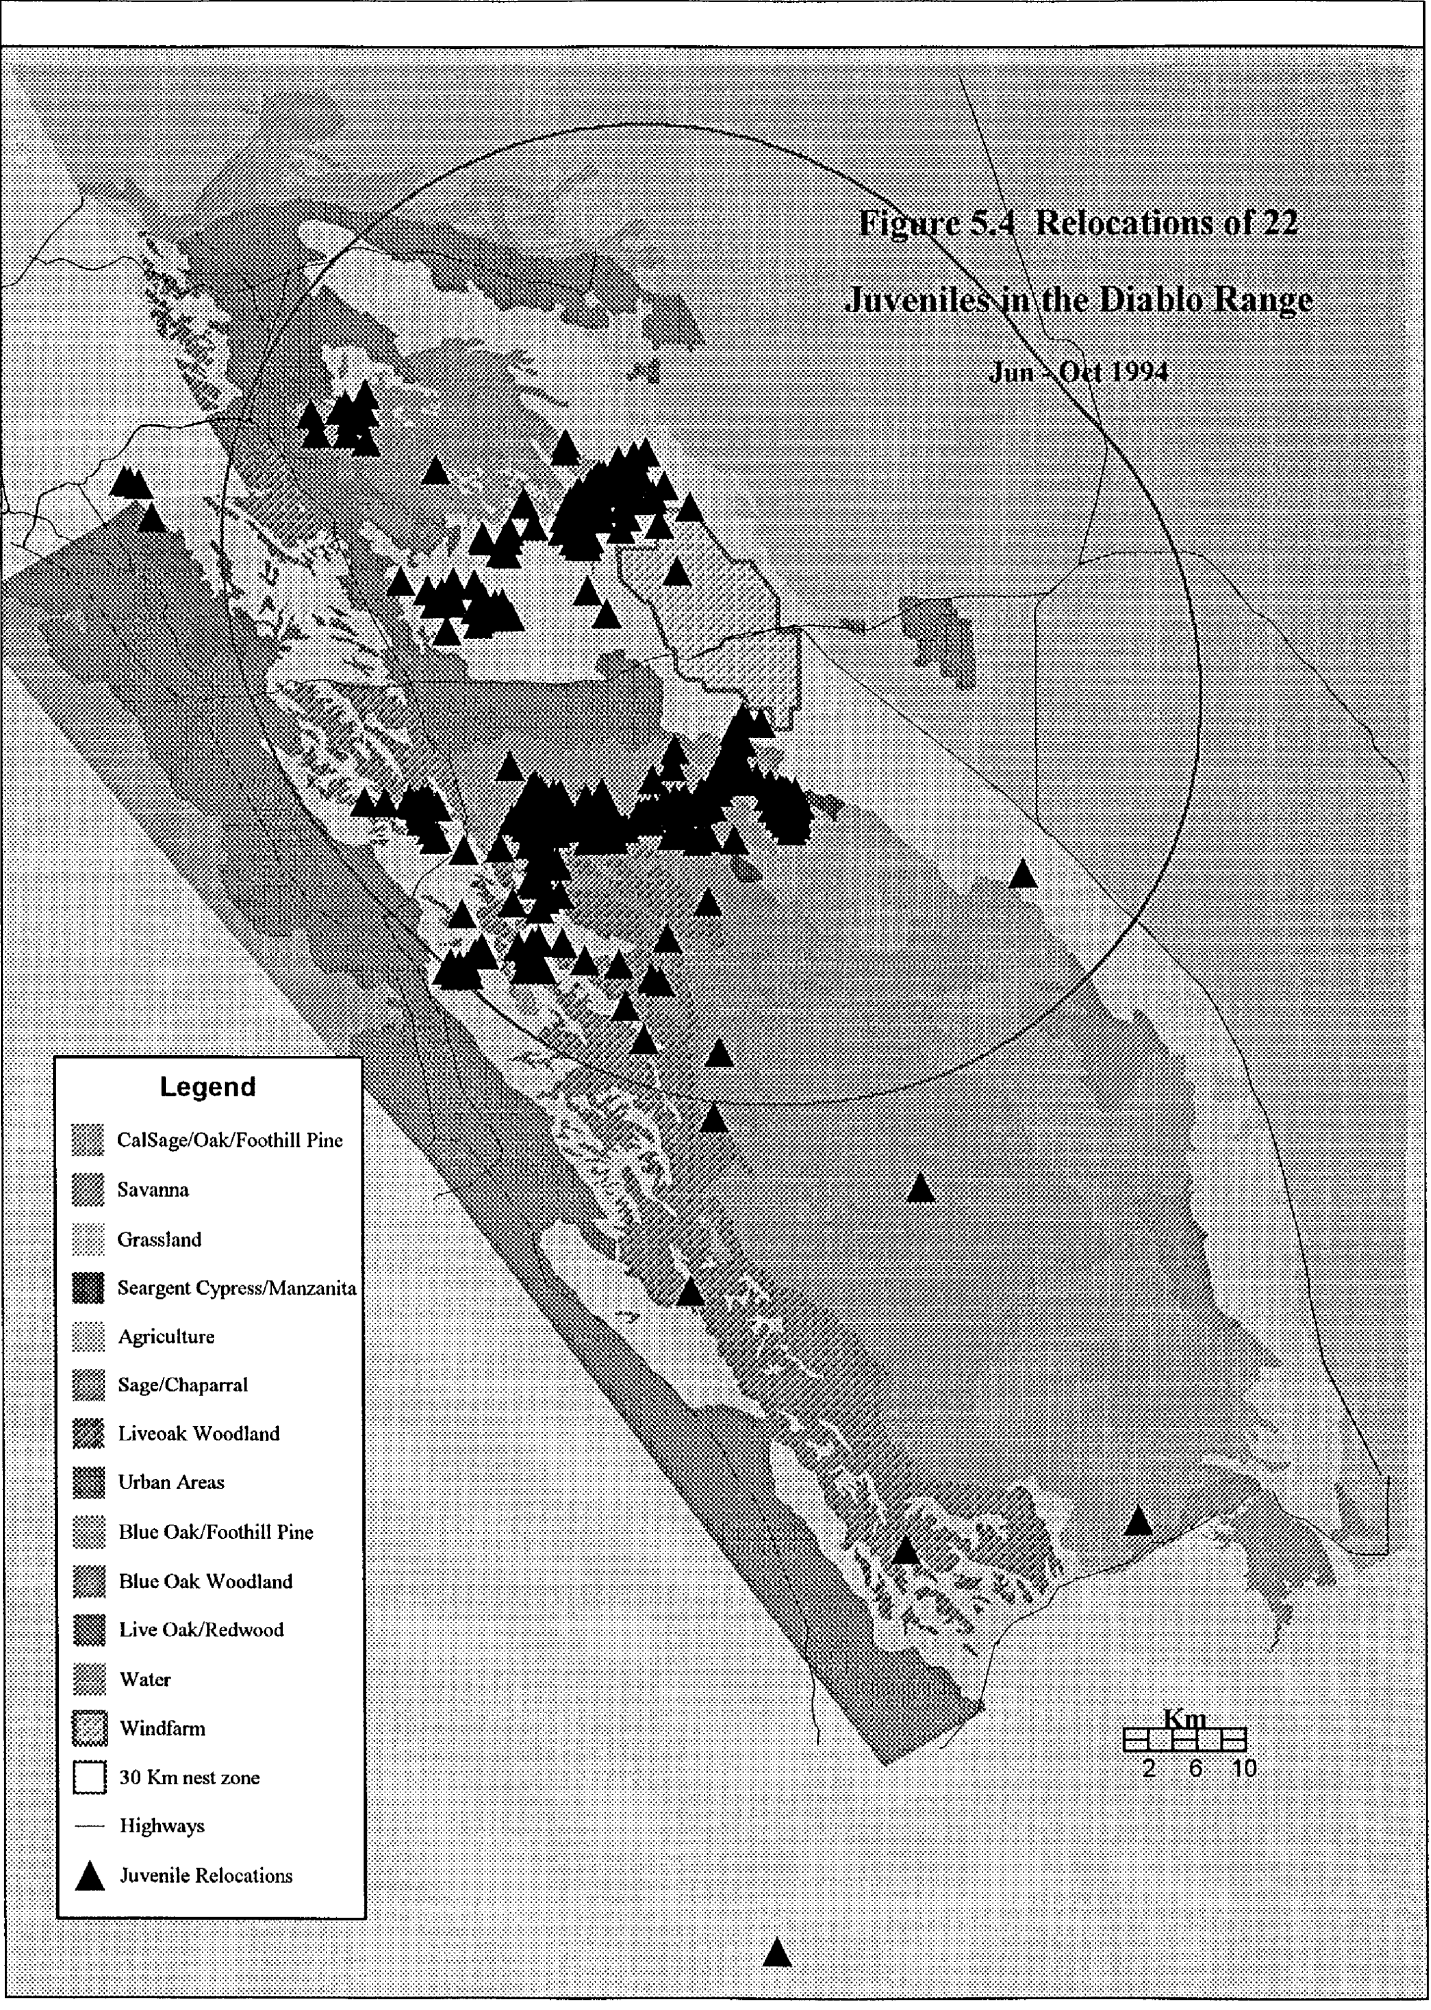 Figure 5.4 Relocations of 22
Juveniles in the Diablo Range
Jun - Oct 1994
Legend
CalSage/Oak/Foothill Pine
Savanna
Grassland
Seargent Cypress/Manzanita
Agriculture
Sage/Chaparral
Liveoak Woodland
Urban Areas
Blue Oak/Foothill Pine
Blue Oak Woodland
Live Oak/Redwood
Water
Windfarm
30 Km nest zone
Highways
Juvenile Relocations
Km
2 6 10